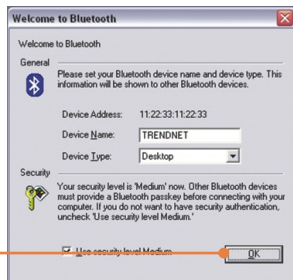 Welcome to Bluetooth
Welcome to Bluetooth
General
Please set your Bluetooth device name and device type. This
information will be shown to other Bluetooth devices.
Device Address: 11:22:33:11:22:33
Device Name: TRENDNET
Device Type: Desktop
Security
Your security level is 'Medium' now. Other Bluetooth devices
must provide a Bluetooth passkey before connecting with your
computer. If you do not want to have security authentication,
uncheck 'Use security level Medium.'
Use security level Medium
OK